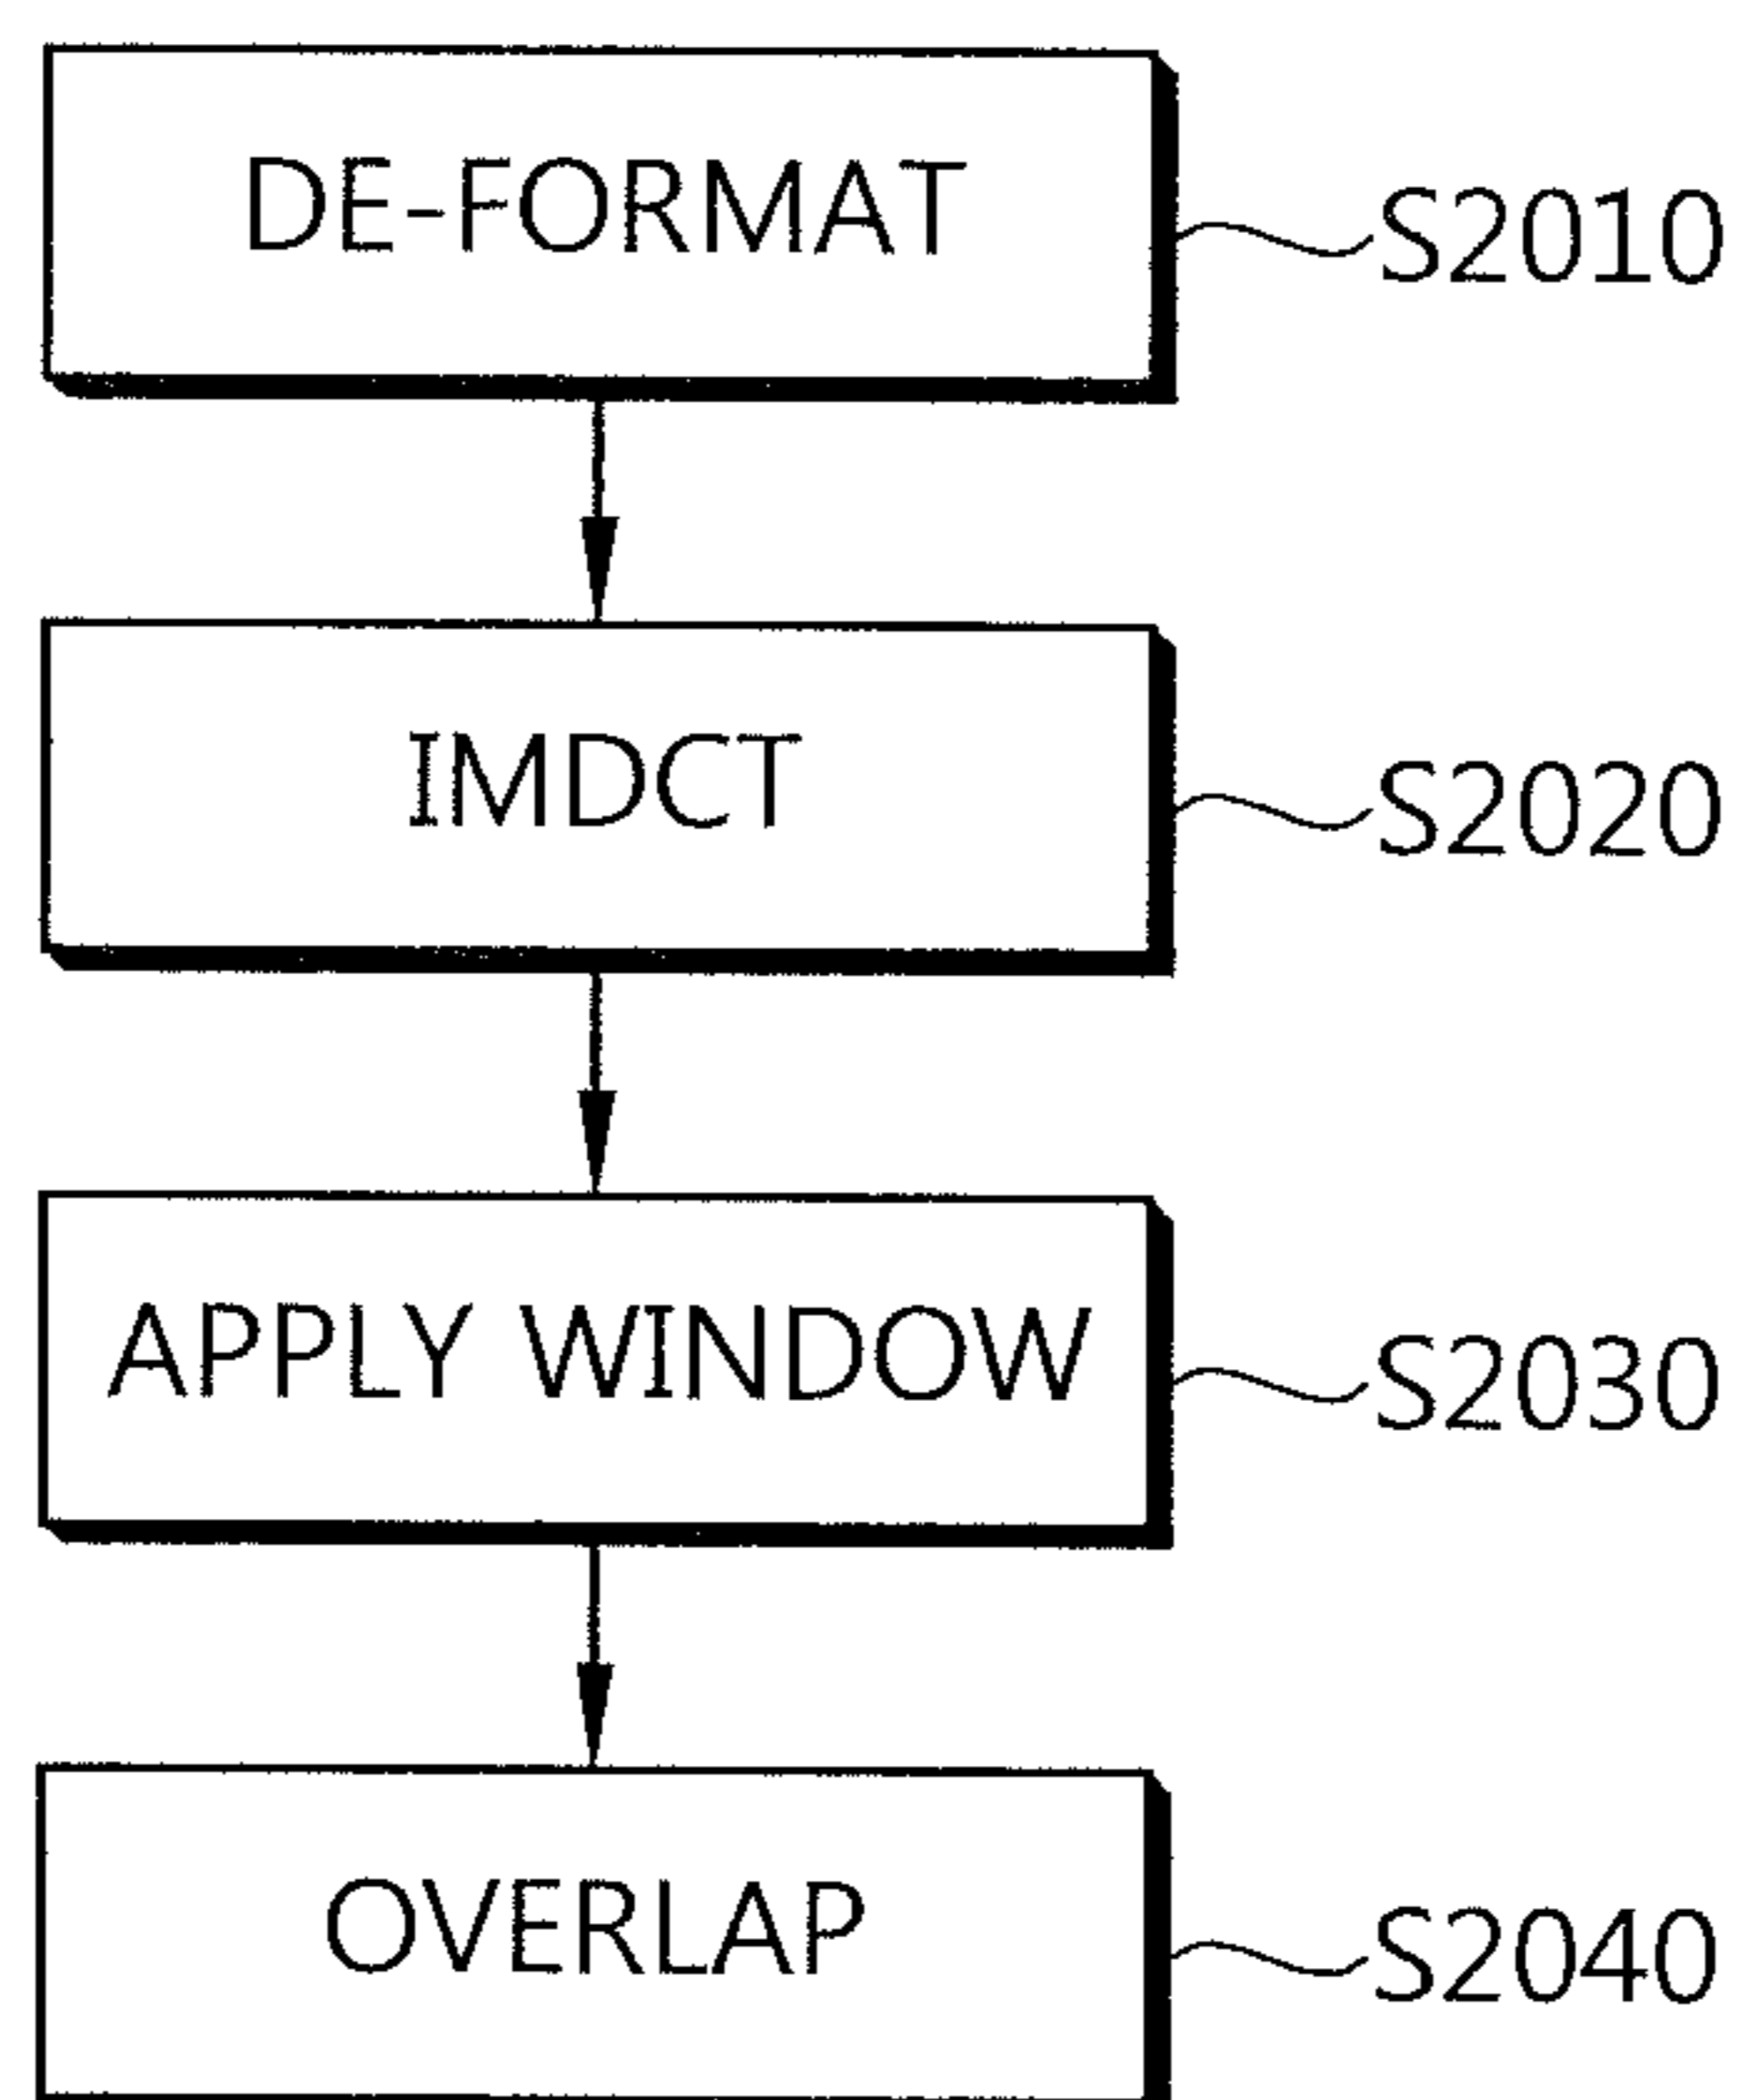 DE-FORMAT
S2010
IMDCT
S2020
APPLY WINDOW
S2030
OVERLAP
S2040